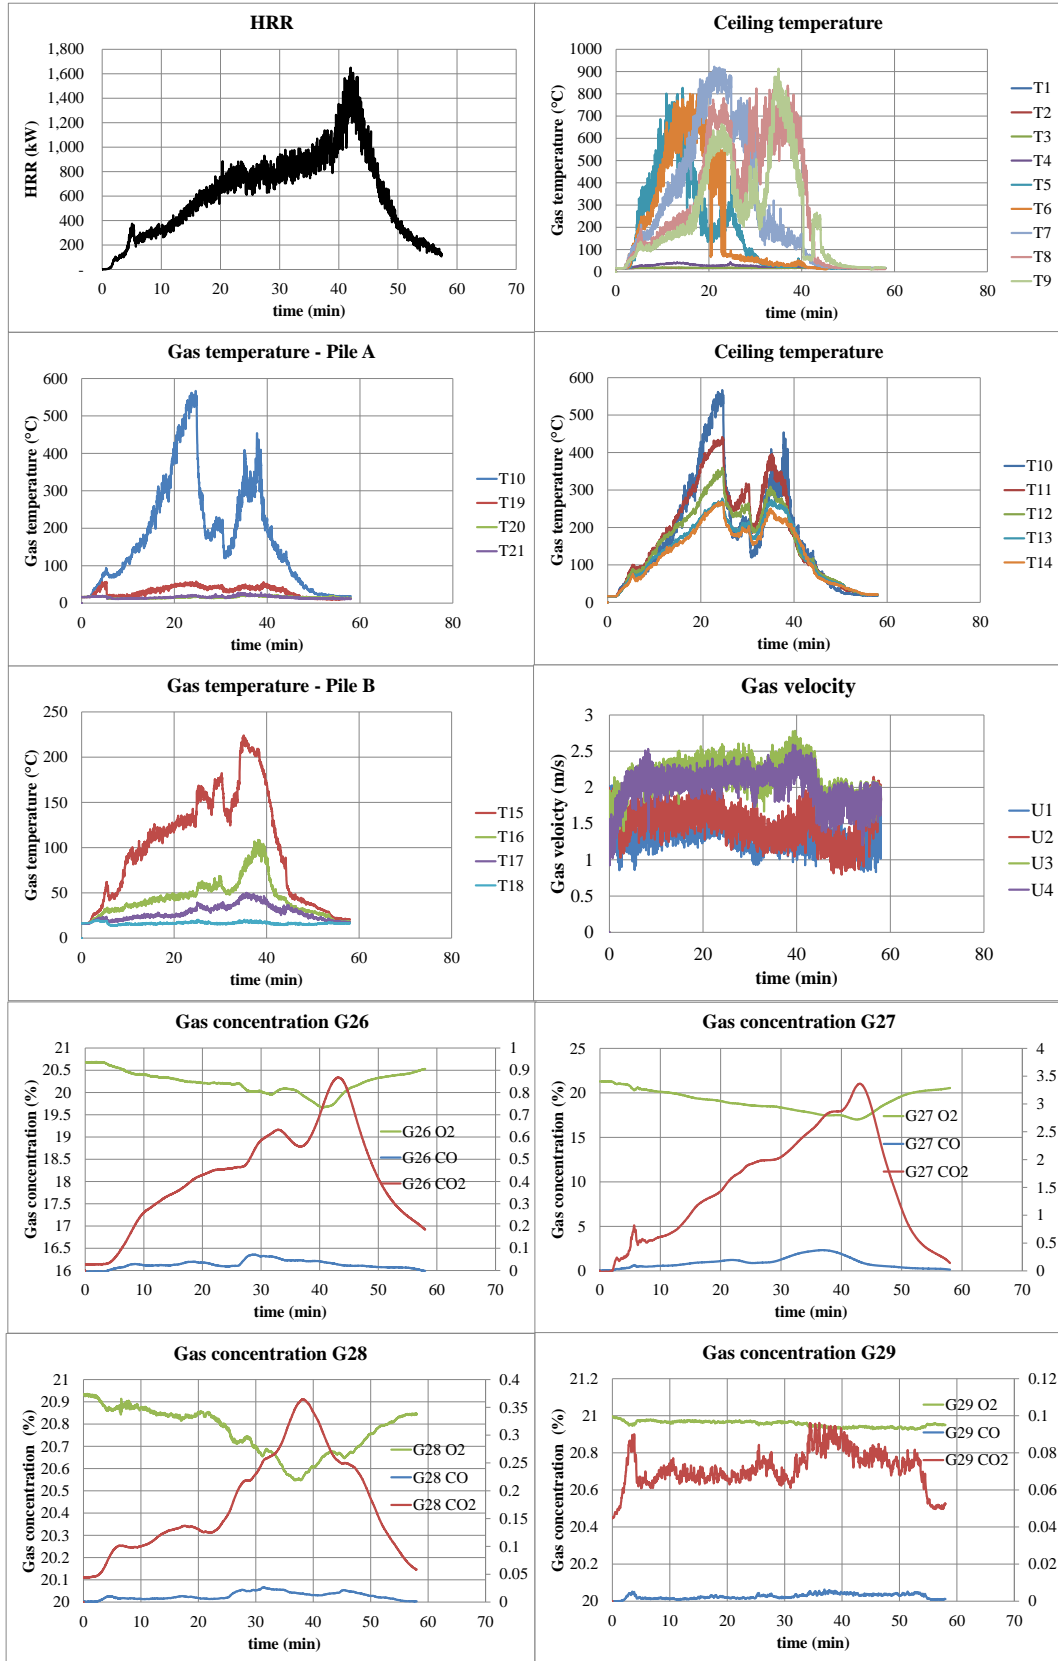 HRR
HRR (kW)
1,800
1,600
1,400
1,200
1,000
800
600
400
200
-
0 10 20 30 40 50 60 70
time (min)
Ceiling temperature
Gas temperature (°C)
1000
900
800
700
600
500
400
300
200
100
0
0 20 40 60 80
time (min)
T1
T2
T3
T4
T5
T6
T7
T8
T9
Gas temperature - Pile A
Gas temperature (°C)
600
500
400
300
200
100
0
0 20 40 60 80
time (min)
T10
T19
T20
T21
Ceiling temperature
Gas temperature (°C)
600
500
400
300
200
100
0
0 20 40 60 80
time (min)
T10
T11
T12
T13
T14
Gas temperature - Pile B
Gas temperature (°C)
250
200
150
100
50
0
0 20 40 60 80
time (min)
T15
T16
T17
T18
Gas velocity
Gas veloicty (m/s)
3
2.5
2
1.5
1
0.5
0
0 20 40 60 80
time (min)
U1
U2
U3
U4
Gas concentration G26
Gas concentration (%)
21
20.5
20
19.5
19
18.5
18
17.5
17
16.5
16
1
0.9
0.8
0.7
0.6
0.5
0.4
0.3
0.2
0.1
0
0 10 20 30 40 50 60 70
time (min)
G26 O2
G26 CO
G26 CO2
Gas concentration G27
Gas concentration (%)
25
20
15
10
5
0
4
3.5
3
2.5
2
1.5
1
0.5
0
0 10 20 30 40 50 60 70
time (min)
G27 O2
G27 CO
G27 CO2
Gas concentration G28
Gas concentration (%)
21
20.9
20.8
20.7
20.6
20.5
20.4
20.3
20.2
20.1
20
0.4
0.35
0.3
0.25
0.2
0.15
0.1
0.05
0
0 10 20 30 40 50 60 70
time (min)
G28 O2
G28 CO
G28 CO2
Gas concentration G29
Gas concentration (%)
21.2
21
20.8
20.6
20.4
20.2
20
0.12
0.1
0.08
0.06
0.04
0.02
0
0 10 20 30 40 50 60 70
time (min)
G29 O2
G29 CO
G29 CO2